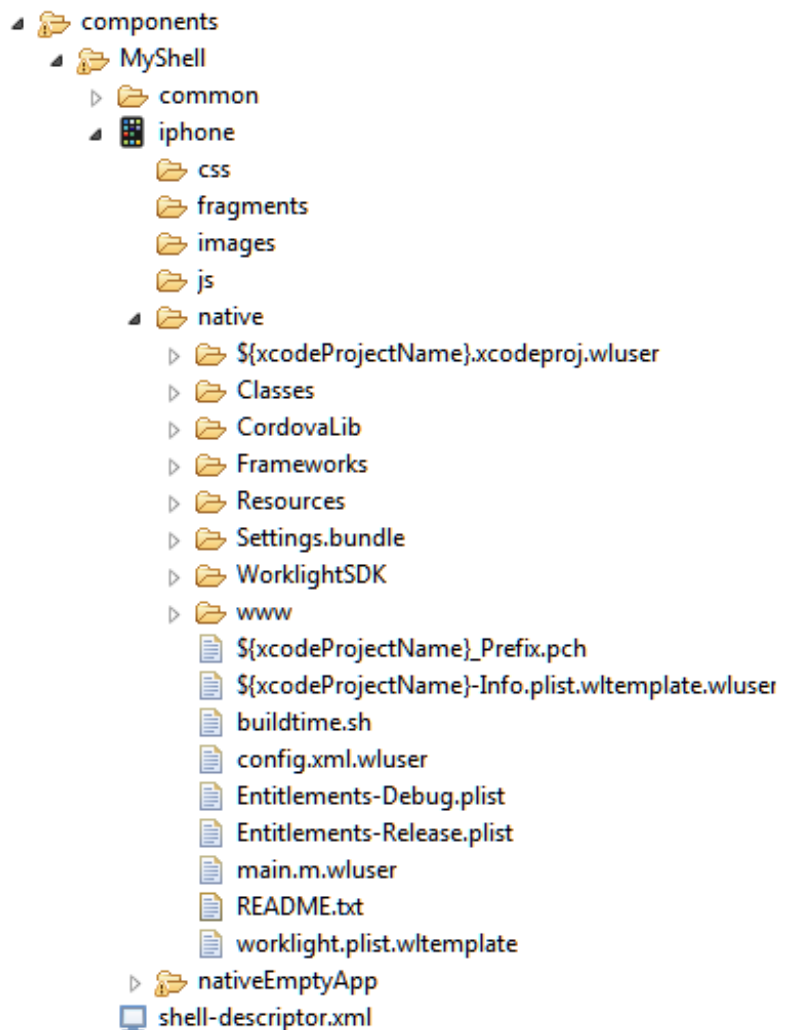 components
MyShell
common
iphone
css
fragments
images
js
native
${xcodeProjectName}.xcodeproj.wluser
Classes
CordovaLib
Frameworks
Resources
Settings.bundle
WorklightSDK
www
${xcodeProjectName}_Prefix.pch
${xcodeProjectName}-Info.plist.wltemplate.wluser
buildtime.sh
config.xml.wluser
Entitlements-Debug.plist
Entitlements-Release.plist
main.m.wluser
README.txt
worklight.plist.wltemplate
nativeEmptyApp
shell-descriptor.xml